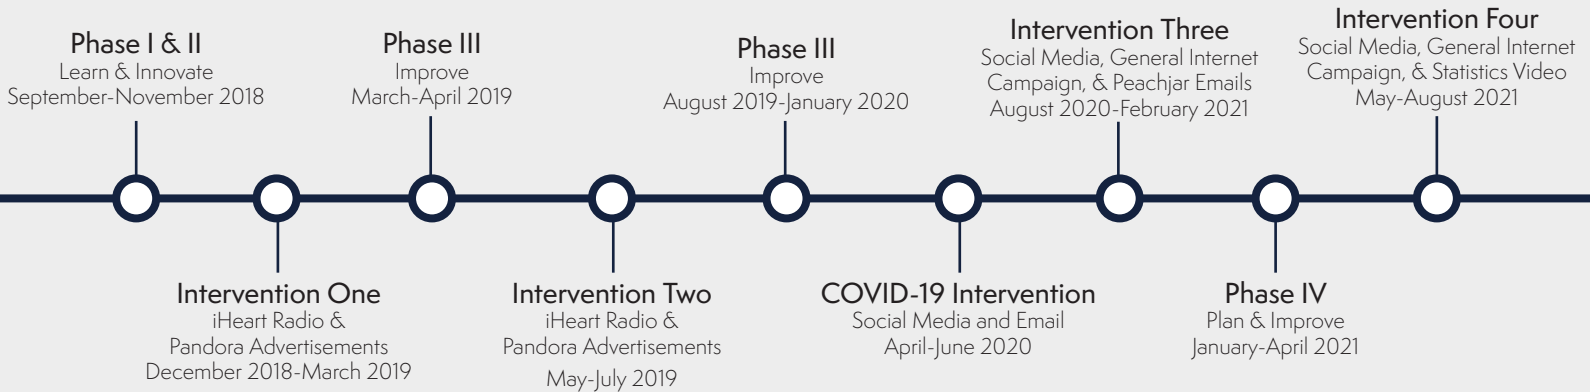 Phase I & II
Learn & Innovate
September-November 2018
Intervention One
iHeart Radio &
Pandora Advertisements
December 2018-March 2019
Phase III
Improve
March-April 2019
Intervention Two
iHeart Radio &
Pandora Advertisements
May-July 2019
Phase III
Improve
August 2019-January 2020
COVID-19 Intervention
Social Media and Email
April-June 2020
Intervention Three
Social Media, General Internet
Campaign, & Peachjar Emails
August 2020-February 2021
Phase IV
Plan & Improve
January-April 2021
Intervention Four
Social Media, General Internet
Campaign, & Statistics Video
May-August 2021